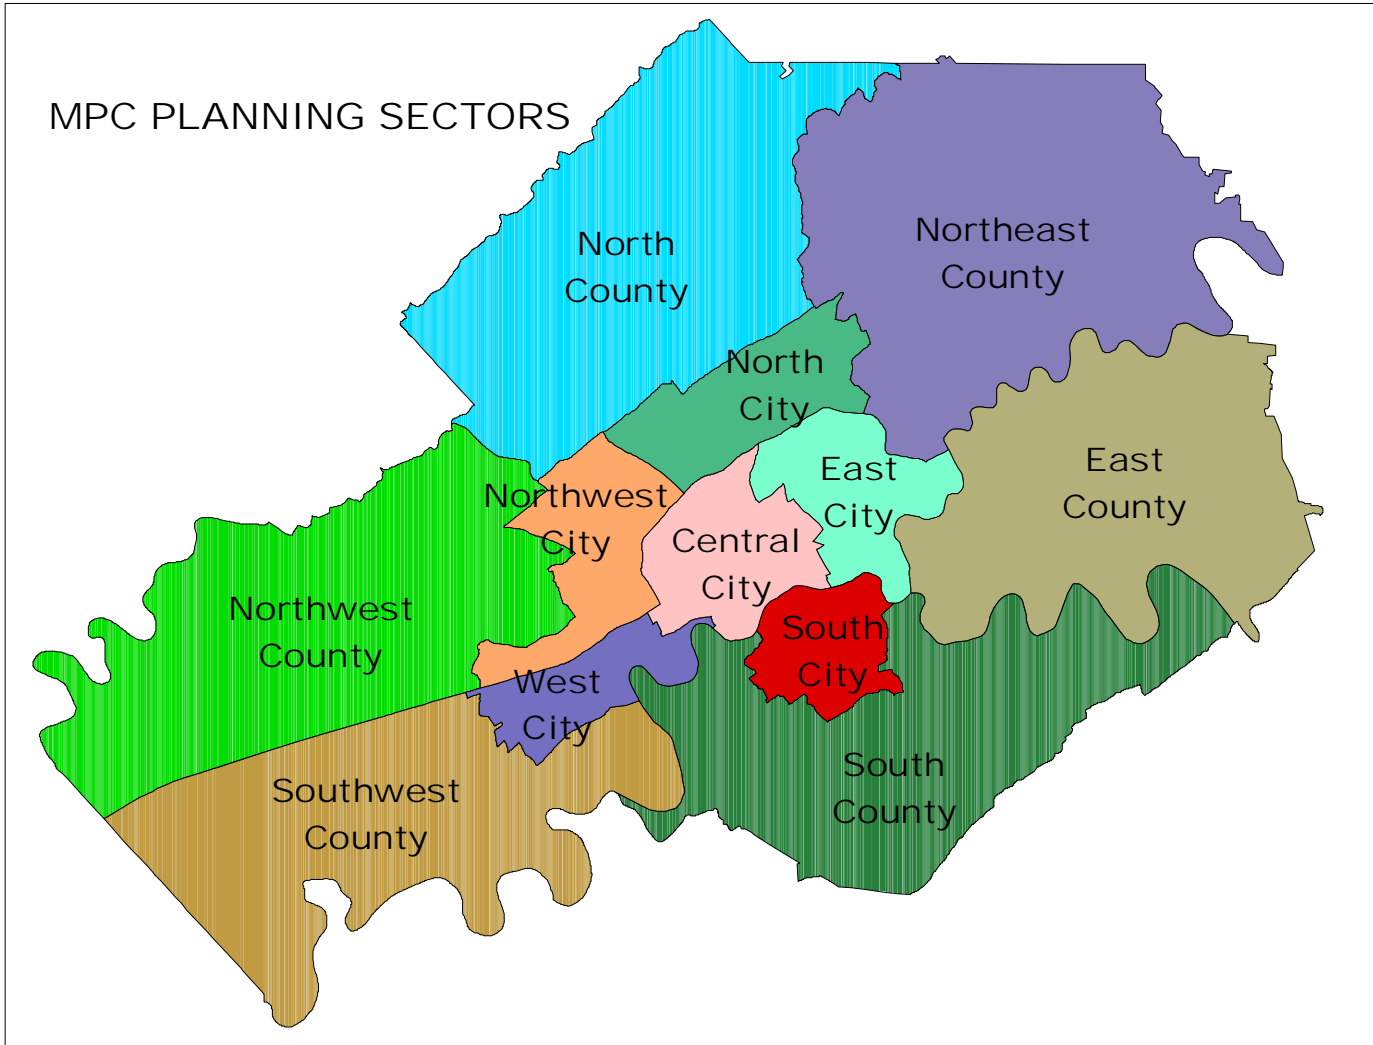 MPC PLANNING SECTORS
North
County
Northeast
County
North
City
East
City
East
County
Northwest
City
Central
City
Northwest
County
South
City
West
City
Southwest
County
South
County